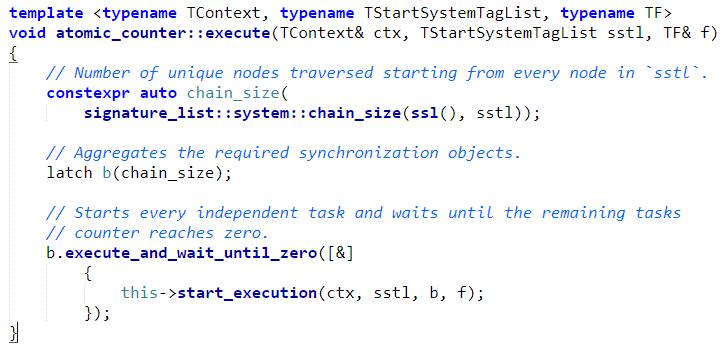 template <typename TContext, typename TStartSystemTagList, typename TF>
void atomic_counter::execute(TContext& ctx, TStartSystemTagList sstl, TF& f)
{
    // Number of unique nodes traversed starting from every node in `sstl`.
    constexpr auto chain_size(
        signature_list::system::chain_size(ssl(), sstl));

    // Aggregates the required synchronization objects.
    latch b(chain_size);

    // Starts every independent task and waits until the remaining tasks
    // counter reaches zero.
    b.execute_and_wait_until_zero([&]
        {
            this->start_execution(ctx, sstl, b, f);
        });
}